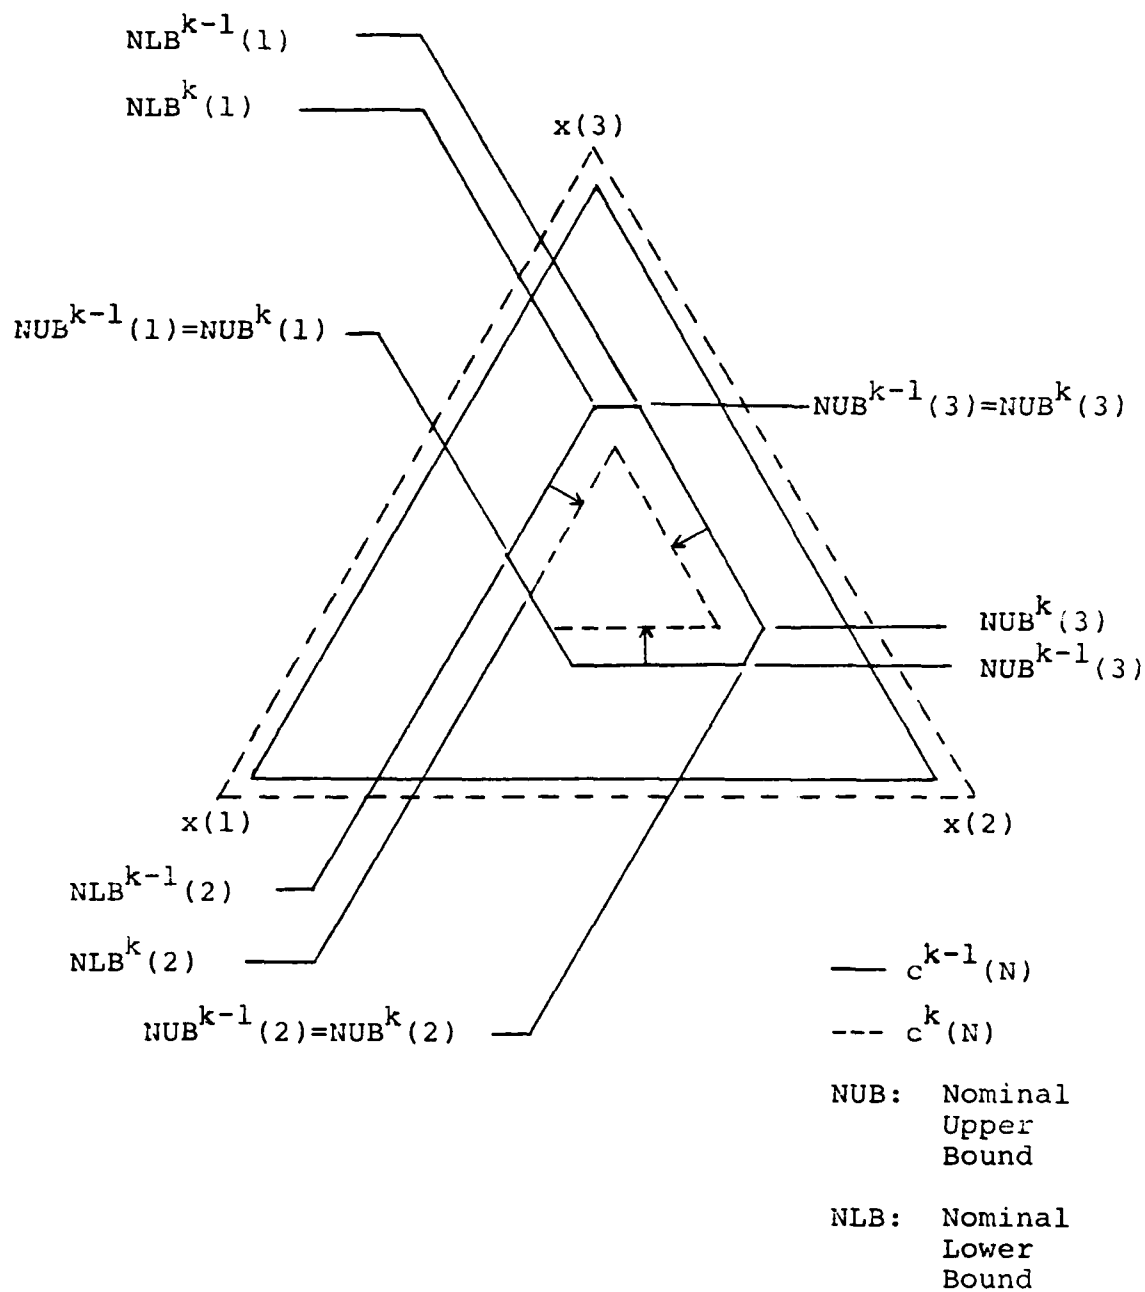 NLB^{k-1}(1)
NLB^{k}(1)
x(3)
NUB^{k-1}(1)=NUB^{k}(1)
NUB^{k-1}(3)=NUB^{k}(3)
NUB^{k}(3)
NUB^{k-1}(3)
x(1)
x(2)
NLB^{k-1}(2)
NLB^{k}(2)
NUB^{k-1}(2)=NUB^{k}(2)
c^{k-1}(N)
c^{k}(N)
NUB: Nominal
Upper
Bound
NLB: Nominal
Lower
Bound